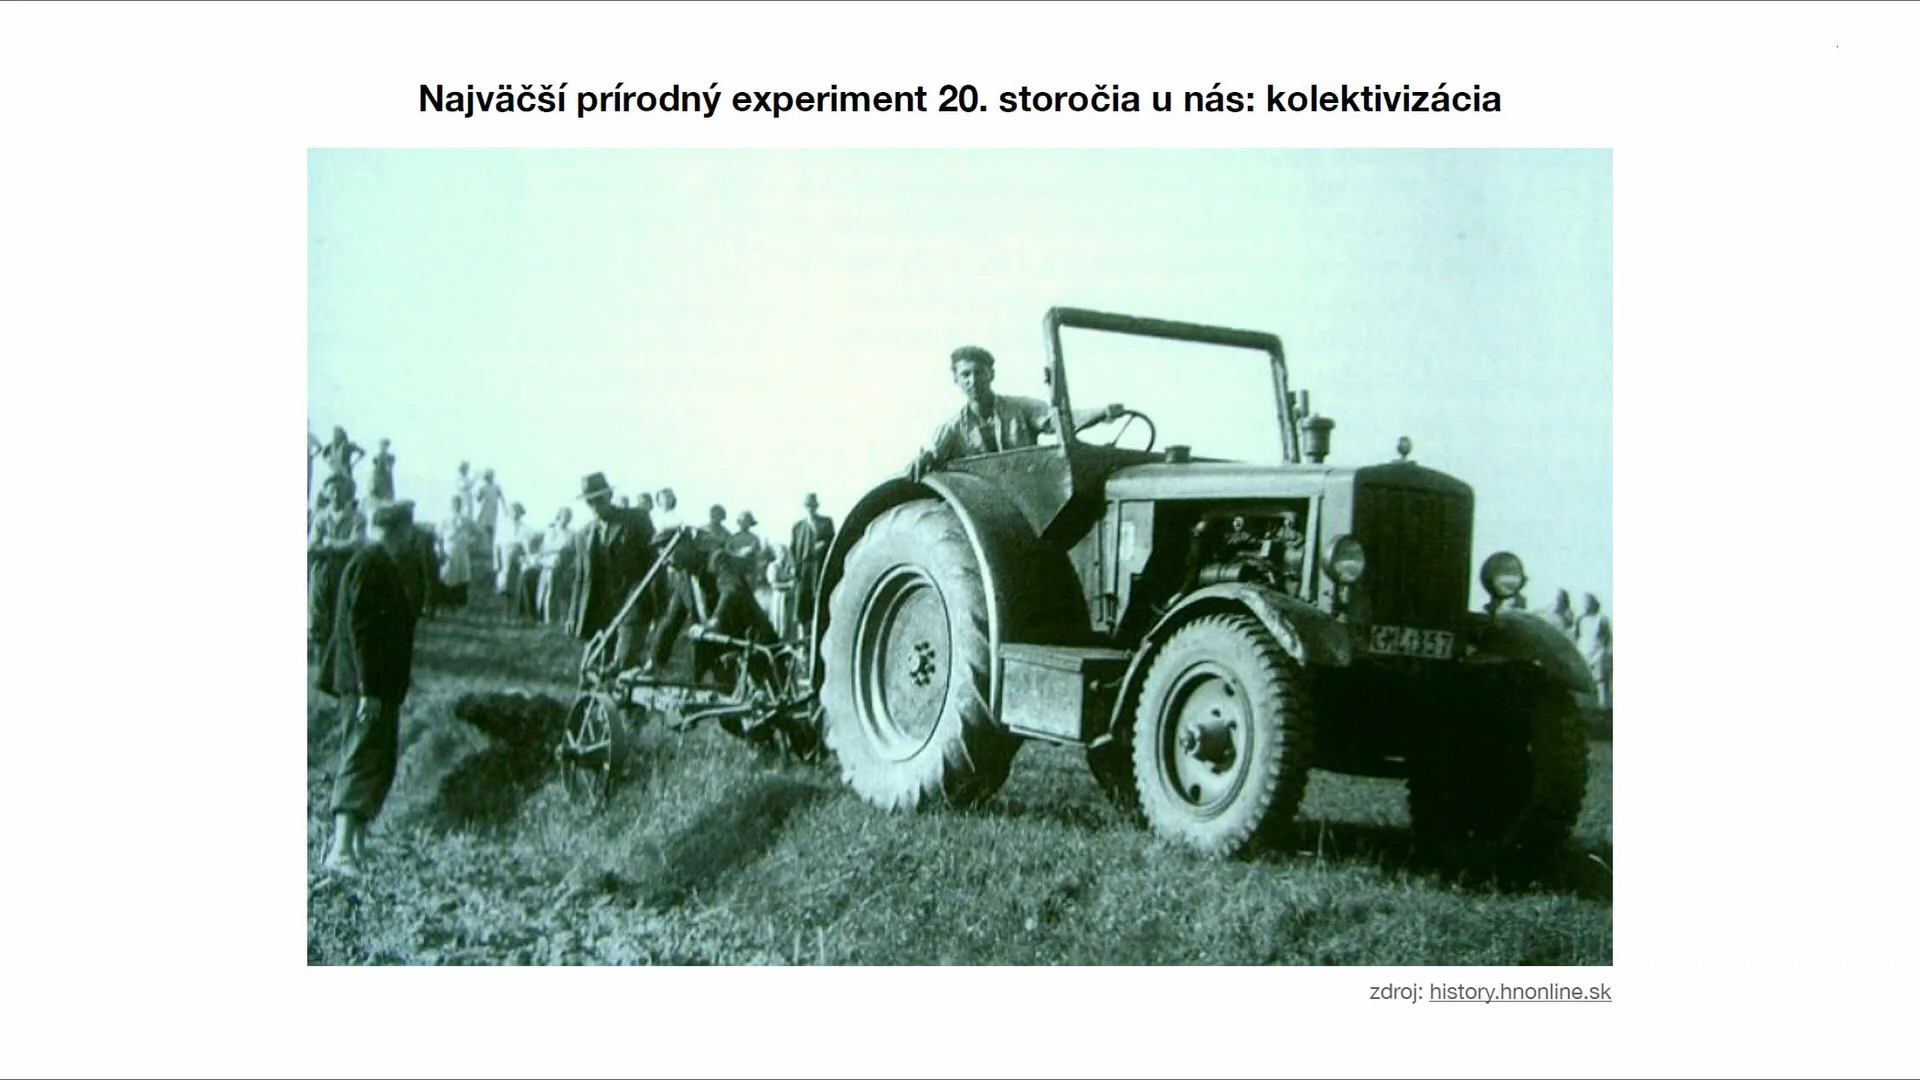 Najväčší prírodný experiment 20. storočia u nás: kolektivizácia
zdroj: history.hnonline.sk